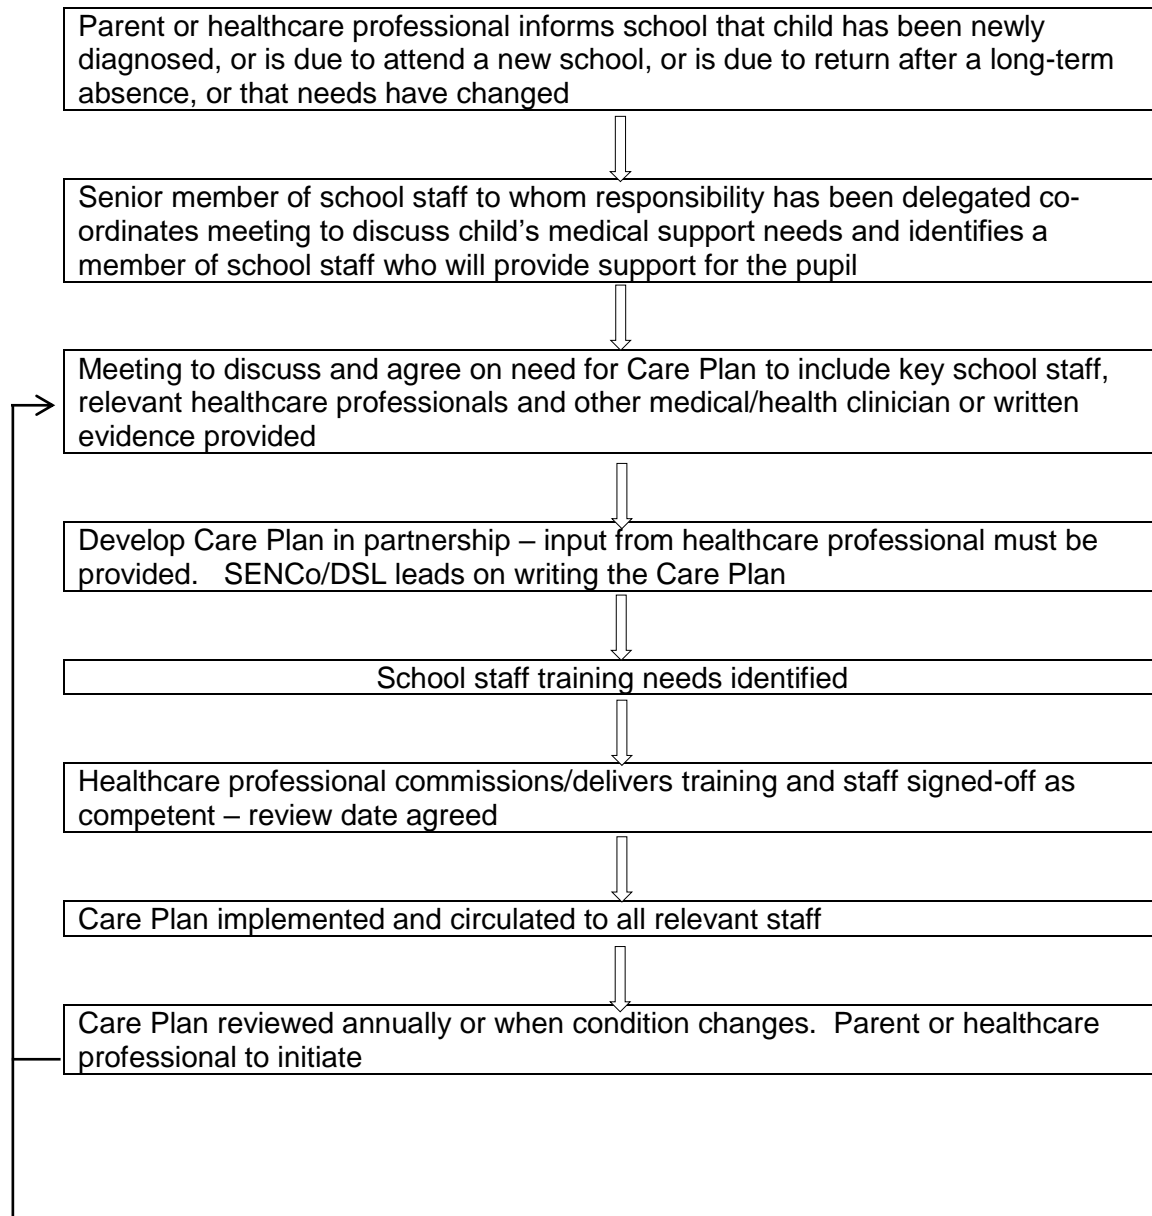 Parent or healthcare professional informs school that child has been newly
diagnosed, or is due to attend a new school, or is due to return after a long-term
absence, or that needs have changed
Senior member of school staff to whom responsibility has been delegated co-
ordinates meeting to discuss child’s medical support needs and identifies a
member of school staff who will provide support for the pupil
Meeting to discuss and agree on need for Care Plan to include key school staff,
relevant healthcare professionals and other medical/health clinician or written
evidence provided
Develop Care Plan in partnership – input from healthcare professional must be
provided.   SENCo/DSL leads on writing the Care Plan
School staff training needs identified
Healthcare professional commissions/delivers training and staff signed-off as
competent – review date agreed
Care Plan implemented and circulated to all relevant staff
Care Plan reviewed annually or when condition changes.  Parent or healthcare
professional to initiate